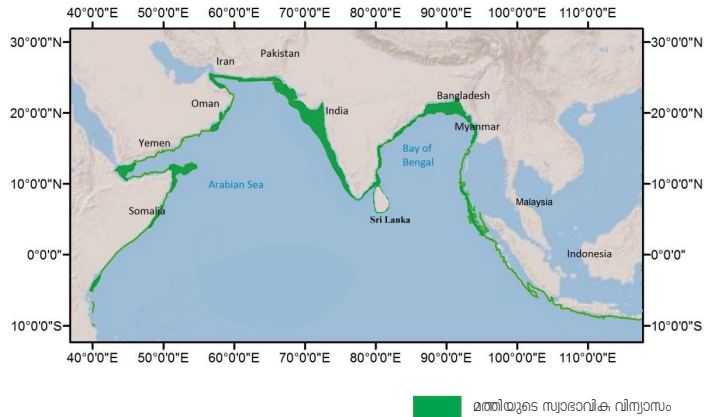 40°0'0"E 50°0'0"E 60°0'0"E 70°0'0"E 80°0'0"E 90°0'0"E 100°0'0"E 110°0'0"E
30°0'0"N 30°0'0"N
Iran
Pakistan
20°0'0"N 20°0'0"N
Oman
India
Bangladesh
Myanmar
Yemen
Bay of
Bengal
10°0'0"N 10°0'0"N
Arabian Sea
Somalia
Sri Lanka
Malaysia
0°0'0" 0°0'0"
Indonesia
10°0'0"S 10°0'0"S
40°0'0"E 50°0'0"E 60°0'0"E 70°0'0"E 80°0'0"E 90°0'0"E 100°0'0"E 110°0'0"E
മത്തിയുടെ സ്വാഭാവിക വിന്യാസം